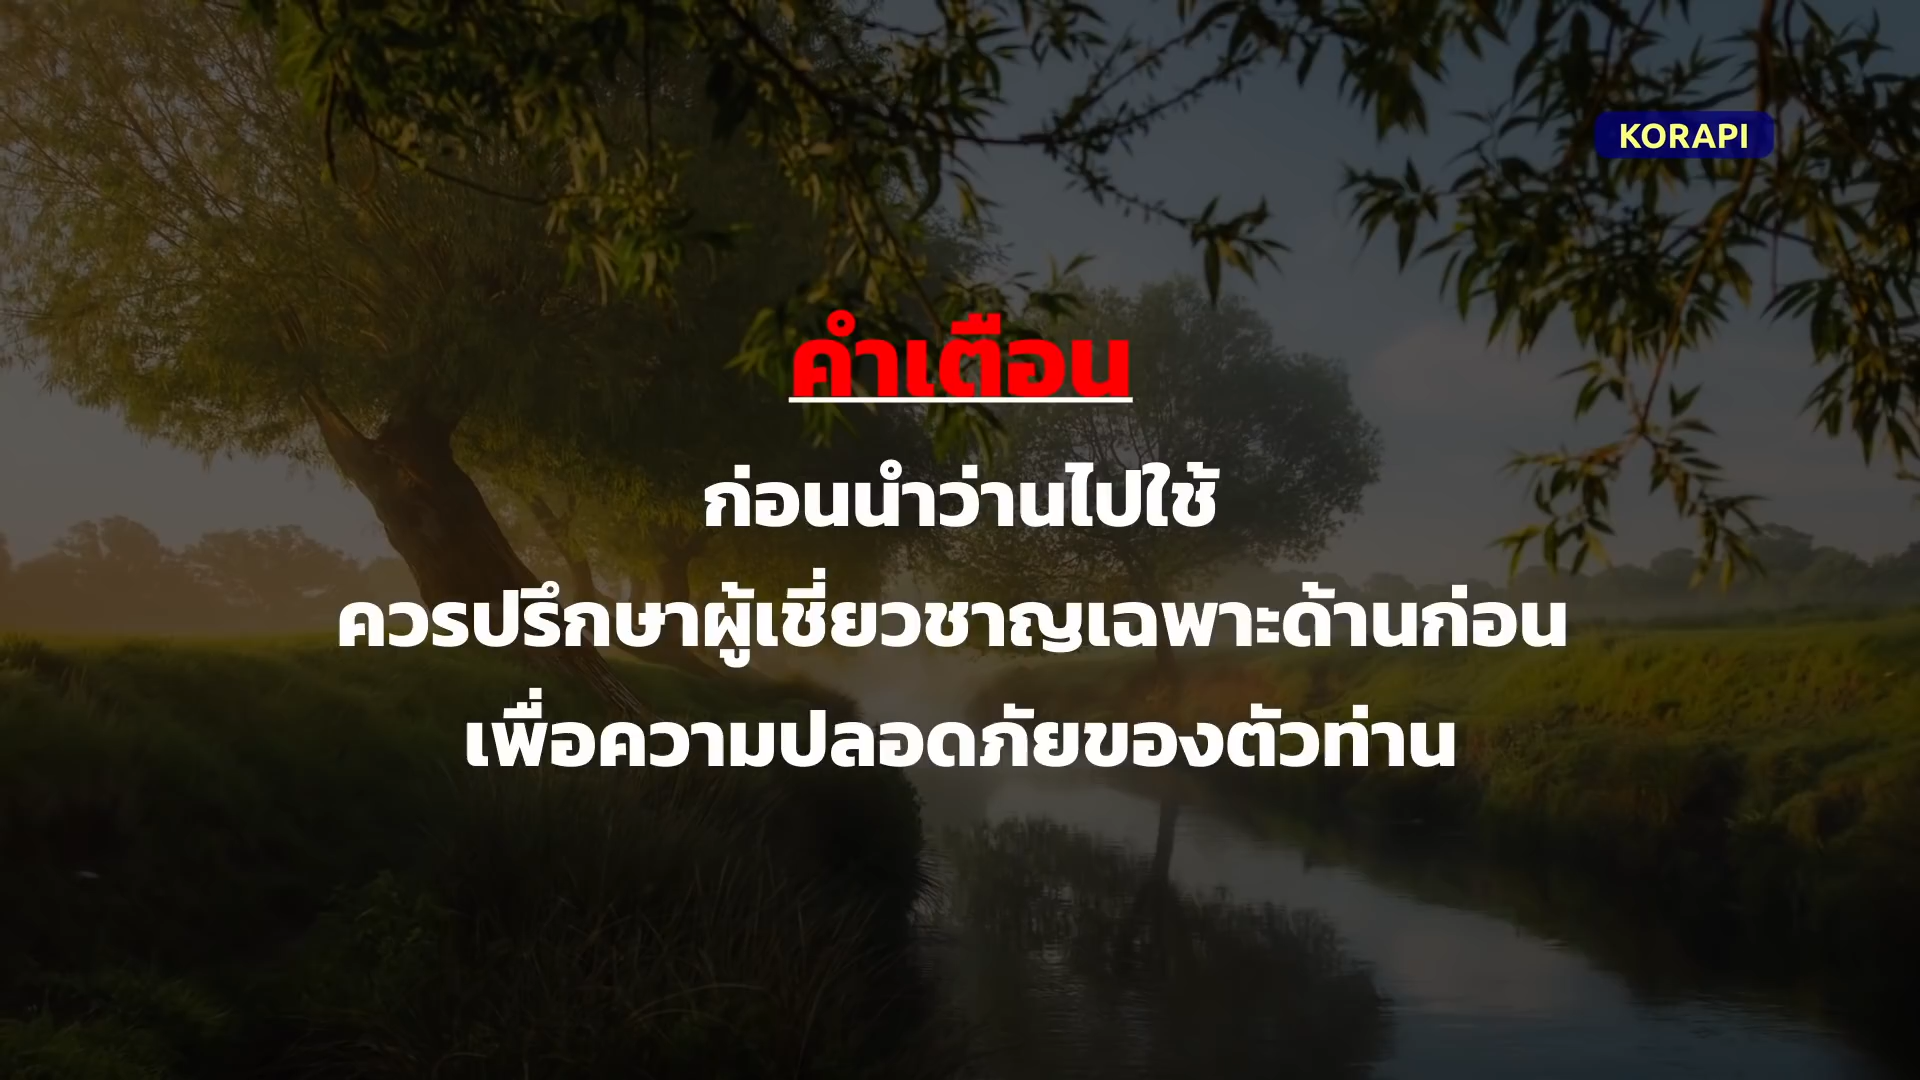 KORAPI
คำเตือน
ก่อนนำว่านไปใช้
ควรปรึกษาผู้เชี่ยวชาญเฉพาะด้านก่อน
เพื่อความปลอดภัยของตัวท่าน